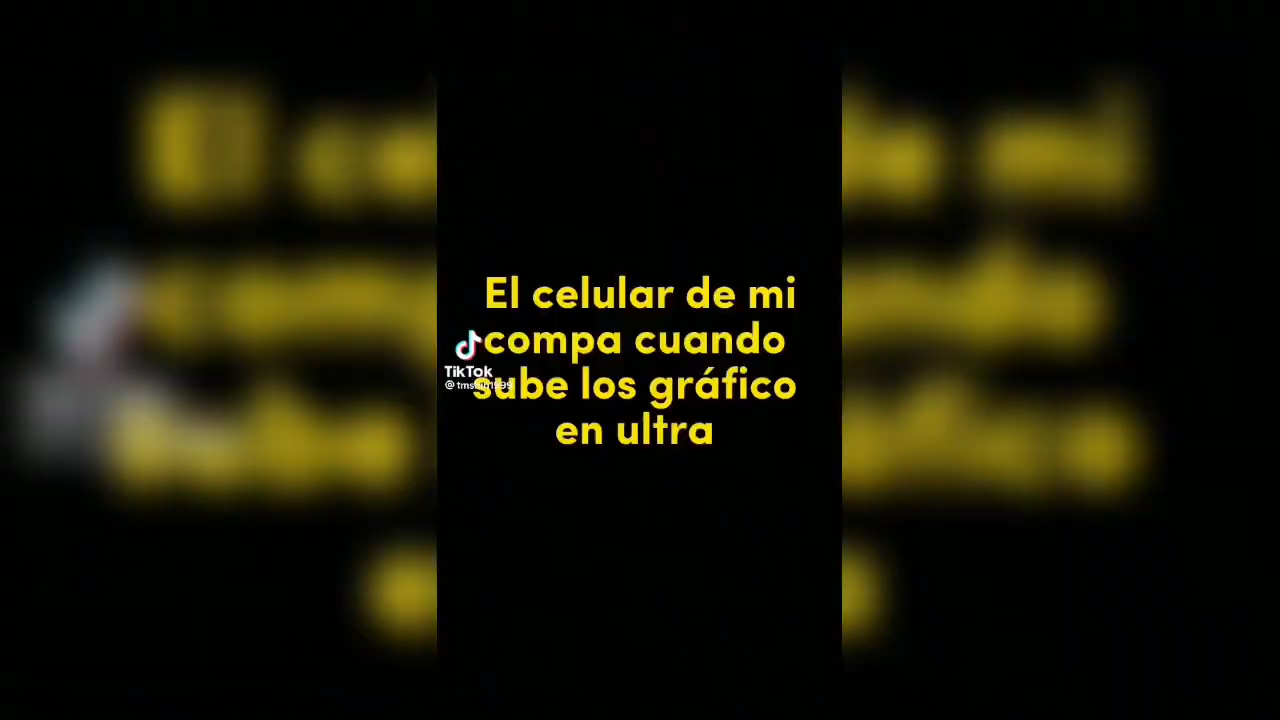 El celular de mi
compa cuando
sube los gráfico
en ultra
TikTok